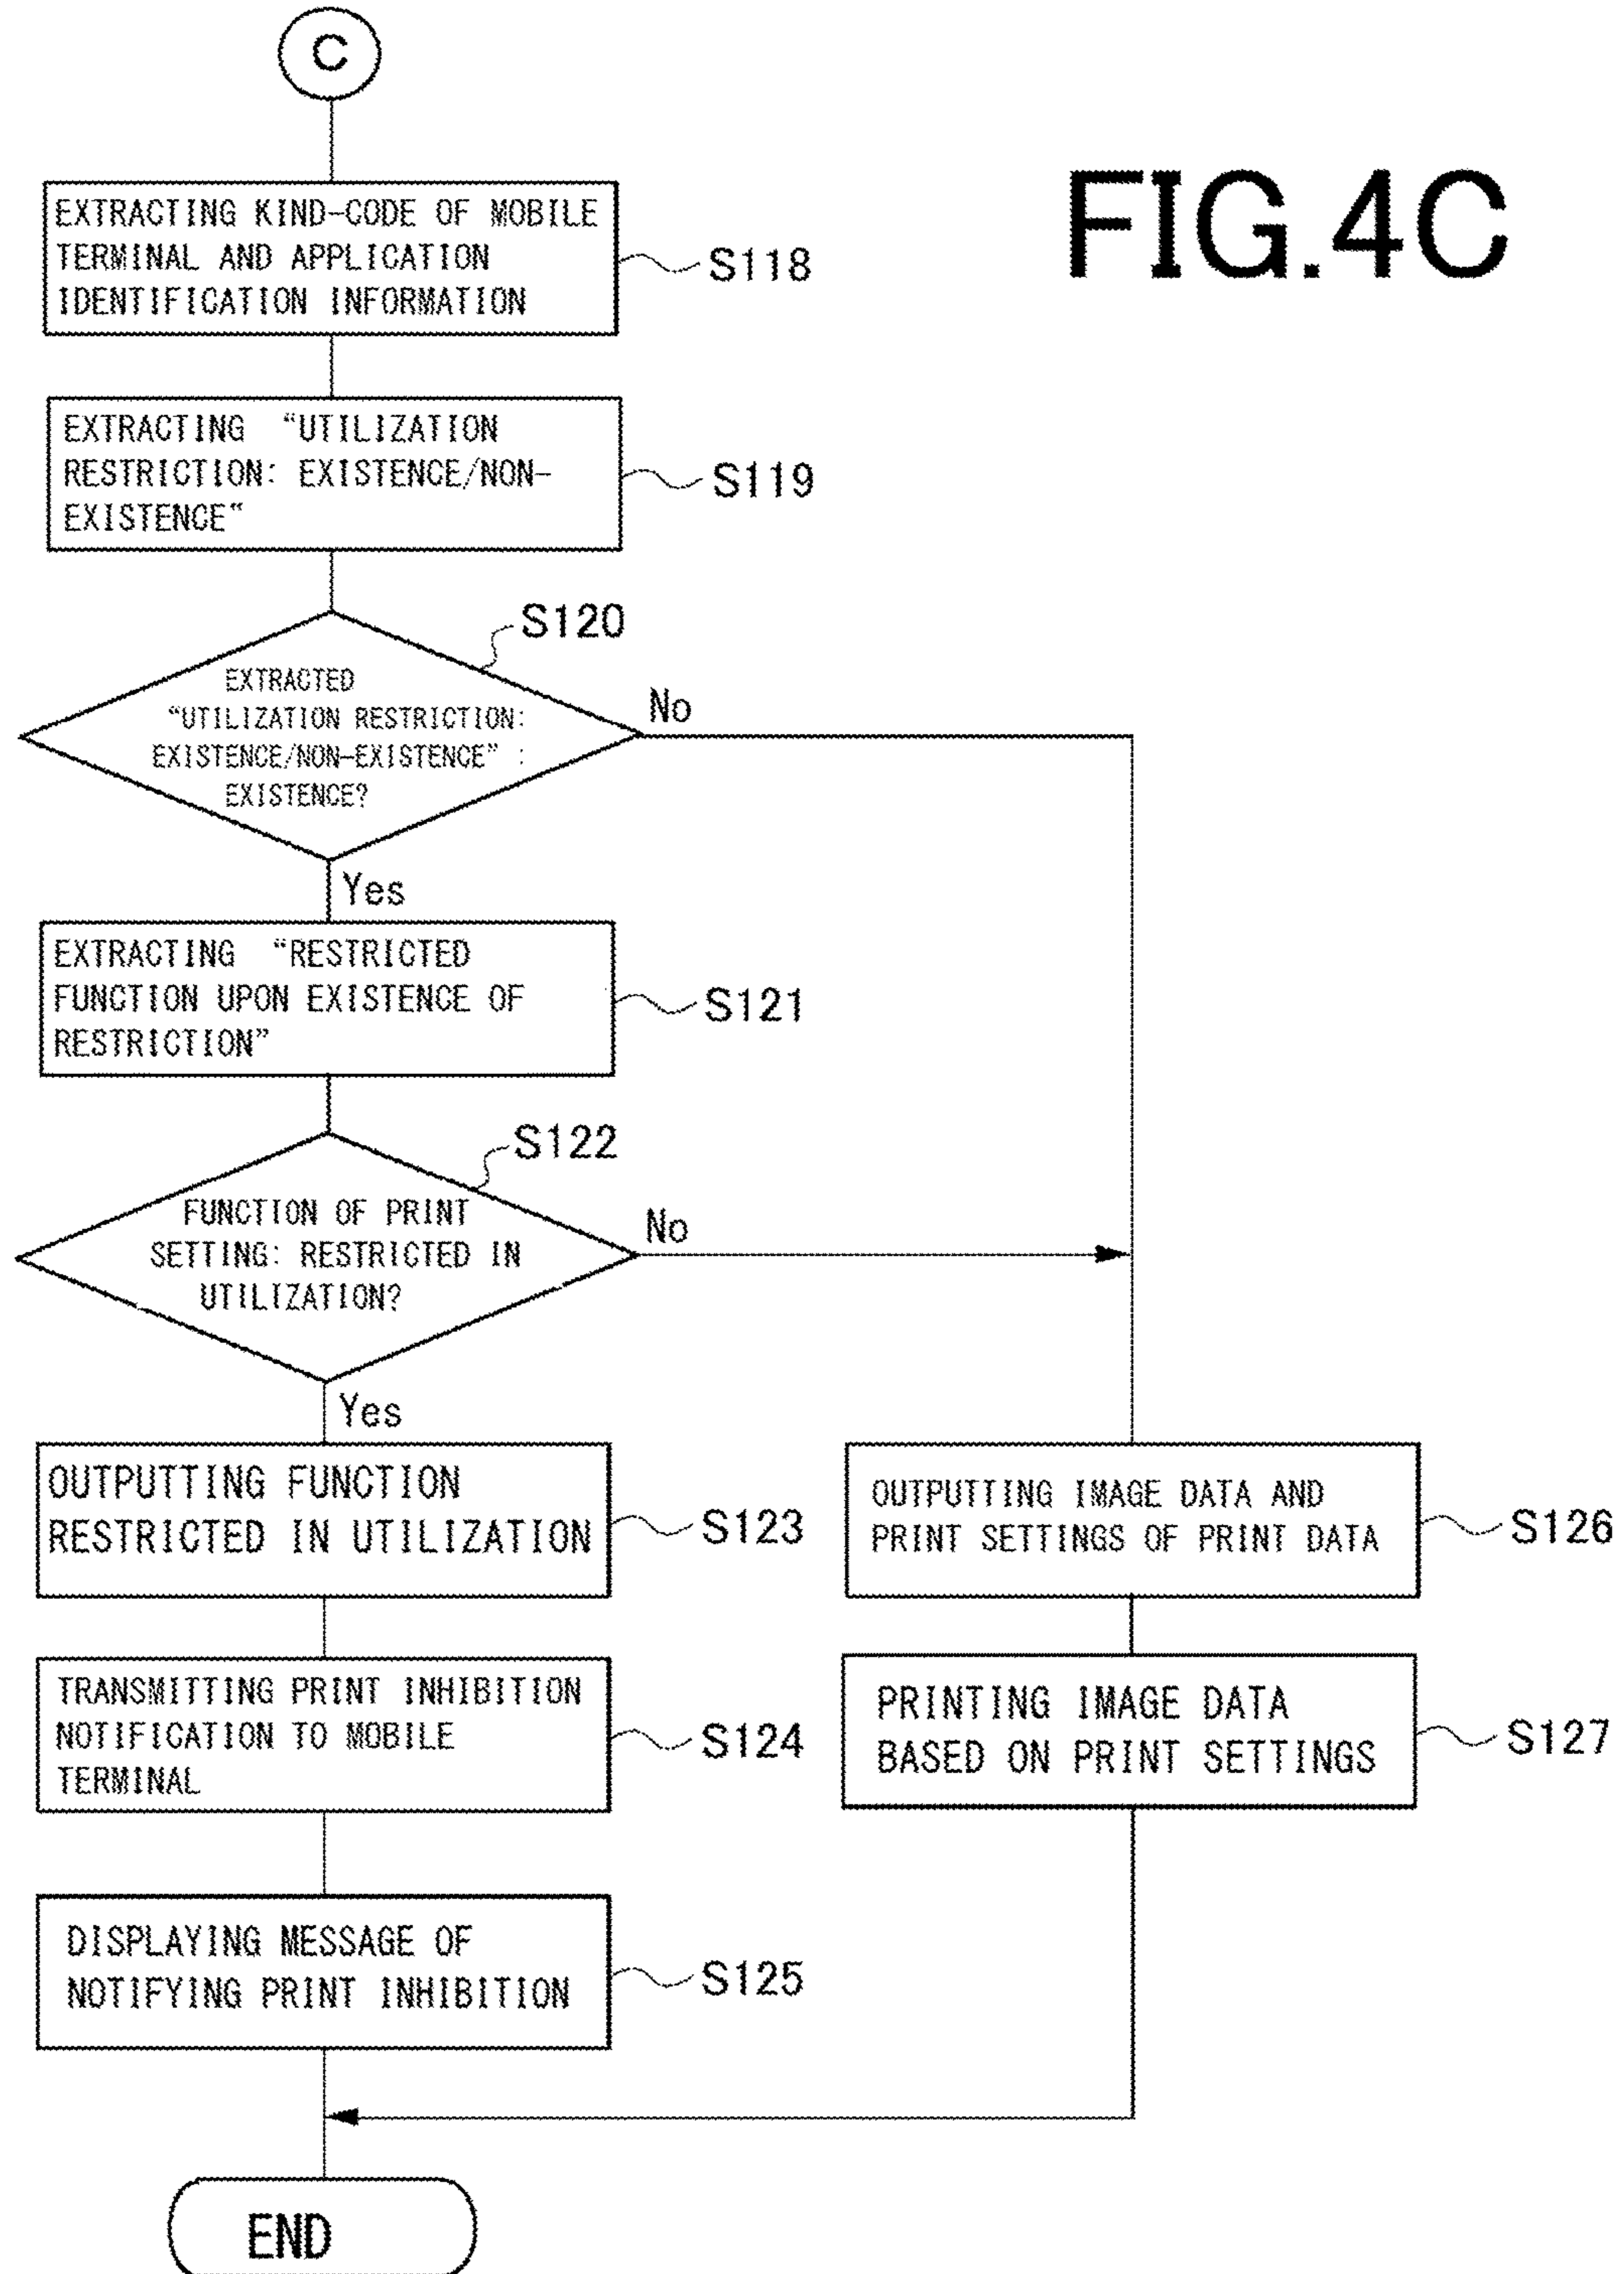 C
FIG.4C
EXTRACTING KIND-CODE OF MOBILE
TERMINAL AND APPLICATION
IDENTIFICATION INFORMATION
S118
EXTRACTING “UTILIZATION
RESTRICTION: EXISTENCE/NON-
EXISTENCE“
S119
S120
EXTRACTED
“UTILIZATION RESTRICTION:
EXISTENCE/NON-EXISTENCE” :
EXISTENCE?
No
Yes
EXTRACTING “RESTRICTED
FUNCTION UPON EXISTENCE OF
RESTRICTION”
S121
S122
FUNCTION OF PRINT
SETTING: RESTRICTED IN
UTILIZATION?
No
Yes
OUTPUTTING FUNCTION
RESTRICTED IN UTILIZATION
S123
OUTPUTTING IMAGE DATA AND
PRINT SETTINGS OF PRINT DATA
S126
TRANSMITTING PRINT INHIBITION
NOTIFICATION TO MOBILE
TERMINAL
S124
PRINTING IMAGE DATA
BASED ON PRINT SETTINGS
S127
DISPLAYING MESSAGE OF
NOTIFYING PRINT INHIBITION
S125
END